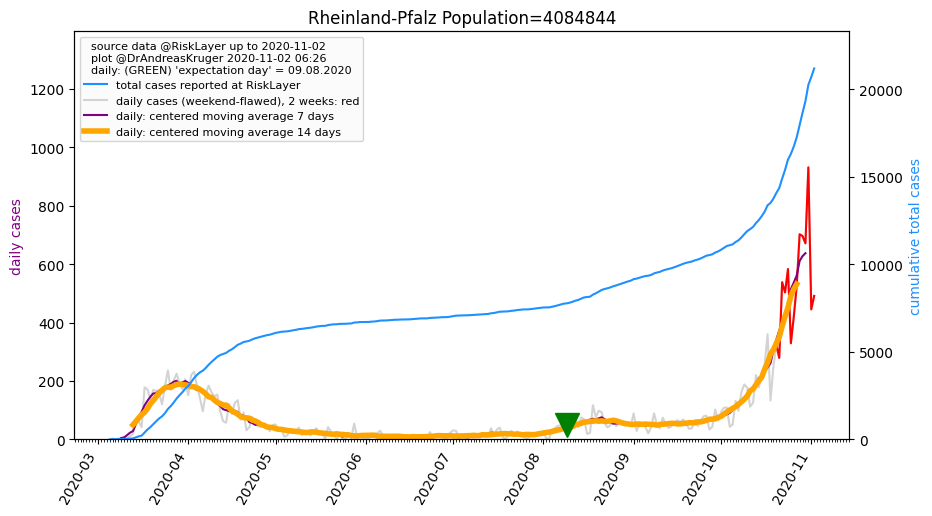 Rheinland-Pfalz Population=4084844
source data @RiskLayer up to 2020-11-02
plot @DrAndreasKruger 2020-11-02 06:26
daily: (GREEN) 'expectation day' = 09.08.2020
total cases reported at RiskLayer
daily cases (weekend-flawed), 2 weeks: red
daily: centered moving average 7 days
daily: centered moving average 14 days
daily cases
1200
1000
800
600
400
200
0
cumulative total cases
20000
15000
10000
5000
0
2020-03
2020-04
2020-05
2020-06
2020-07
2020-08
2020-09
2020-10
2020-11